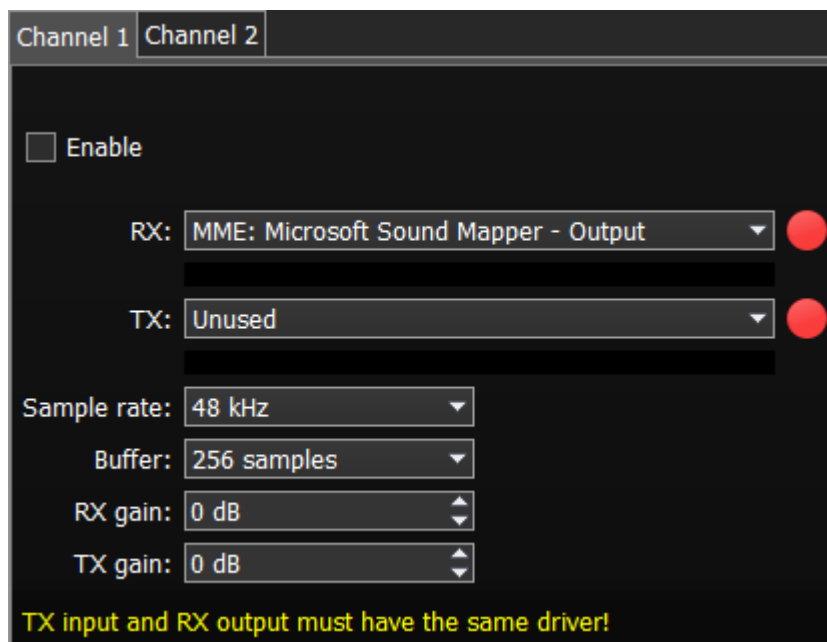 Channel 1 Channel 2
Enable
RX: MME: Microsoft Sound Mapper - Output
TX: Unused
Sample rate: 48 kHz
Buffer: 256 samples
RX gain: 0 dB
TX gain: 0 dB
TX input and RX output must have the same driver!